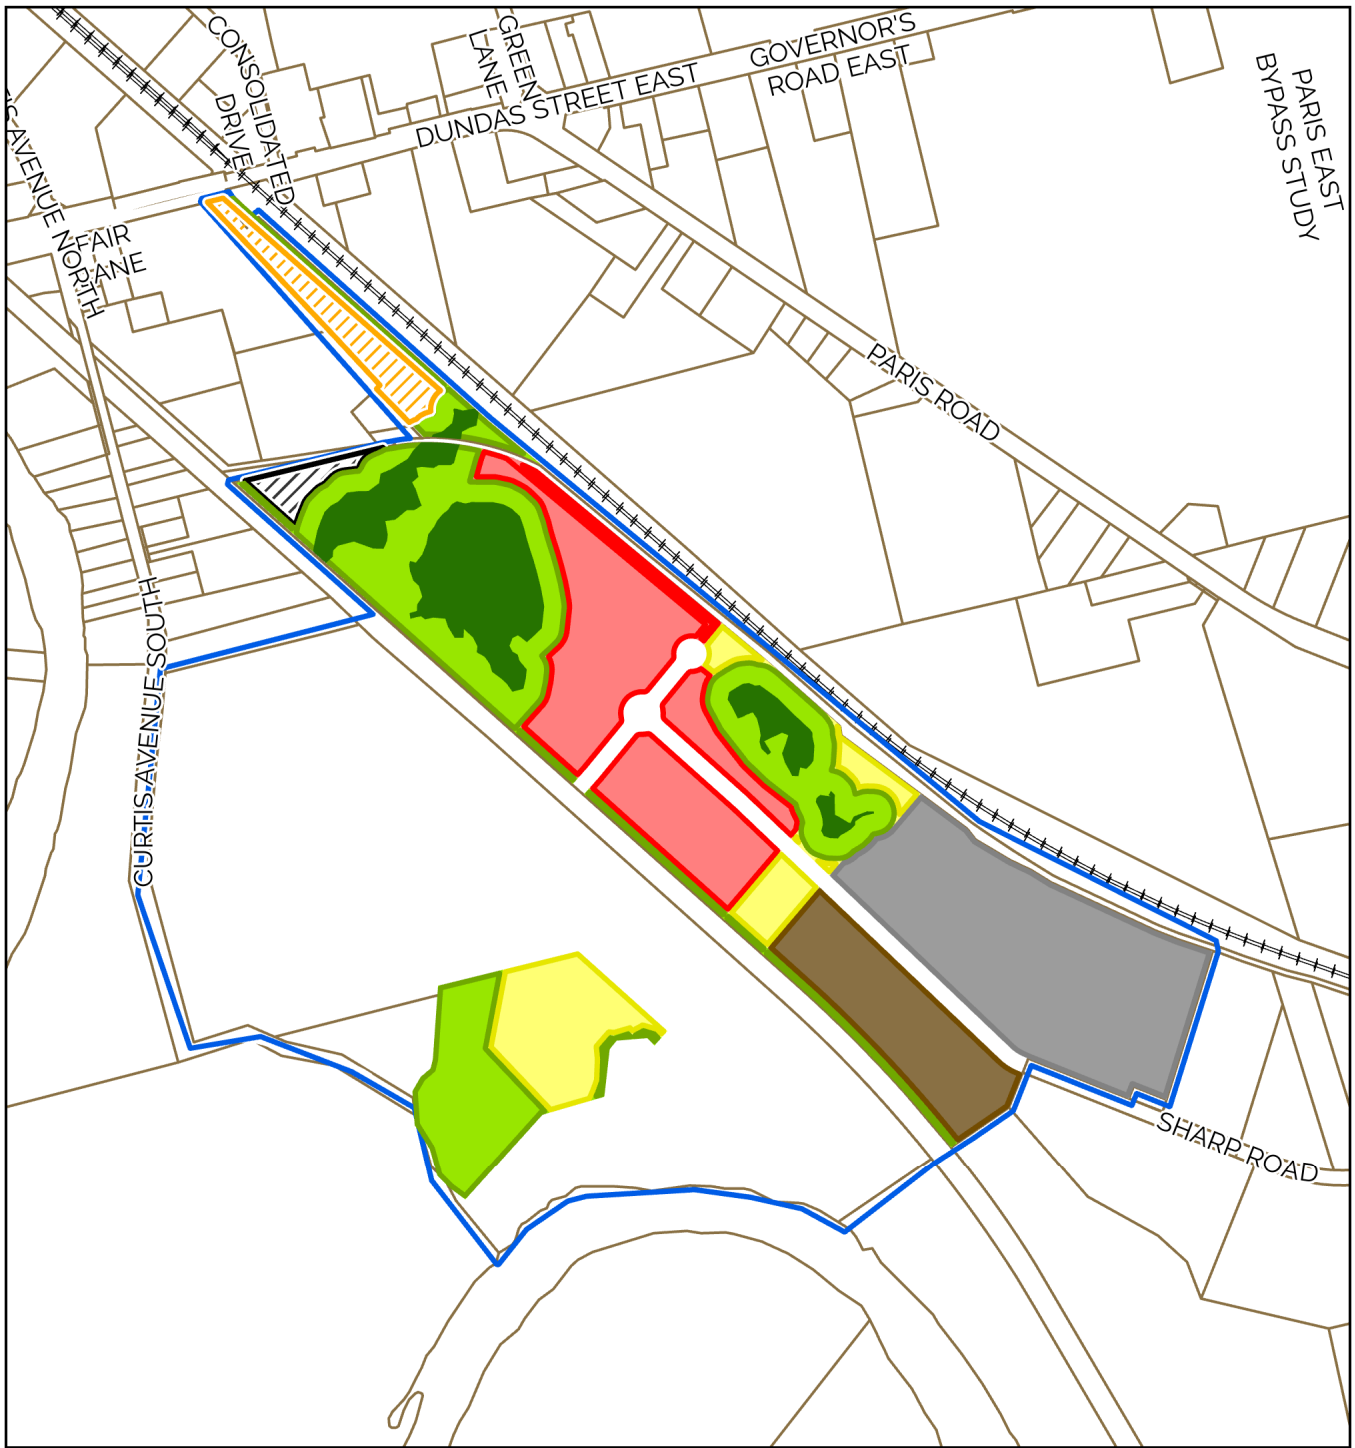 CONSOLIDATED
DRIVE
GREEN
LANE
GOVERNOR'S
ROAD EAST
DUNDAS STREET EAST
PARIS EAST
BYPASS STUDY
IS AVENUE NORTH
FAIR
LANE
PARIS ROAD
CURTIS AVENUE SOUTH
SHARP ROAD